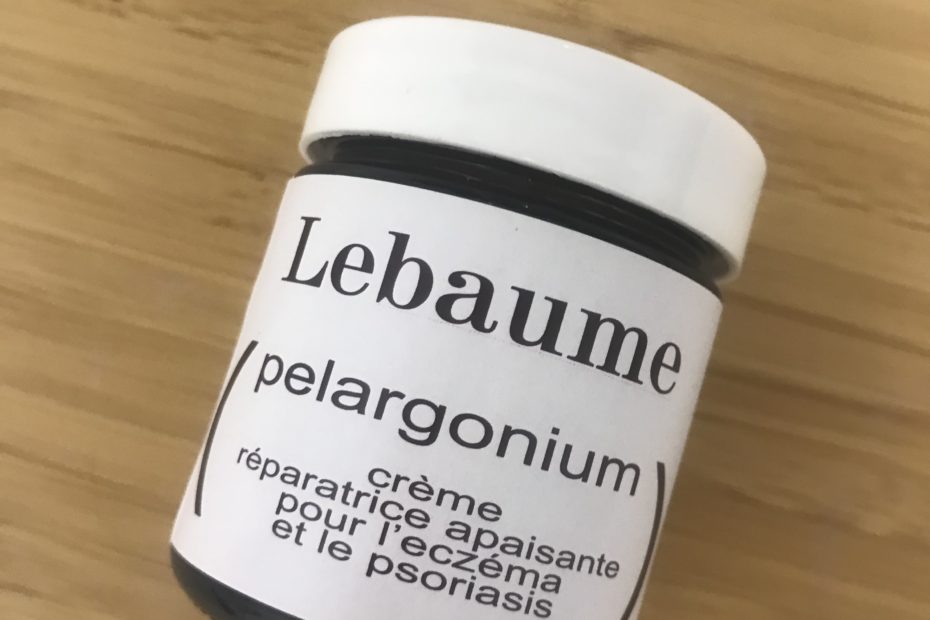 Lebaume
(pelargonium
crème
réparatrice apaisante
pour l'eczéma
et le psoriasis)